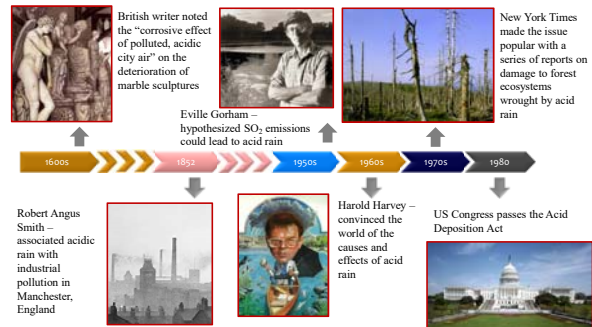 British writer noted
the “corrosive effect
of polluted, acidic
city air” on the
deterioration of
marble sculptures
New York Times
made the issue
popular with a
series of reports on
damage to forest
ecosystems
wrought by acid
rain
Eville Gorham –
hypothesized SO₂ emissions
could lead to acid rain
1600s
1852
1950s
1960s
1970s
1980
Robert Angus
Smith –
associated acidic
rain with
industrial
pollution in
Manchester,
England
Harold Harvey –
convinced the
world of the
causes and
effects of acid
rain
US Congress passes the Acid
Deposition Act